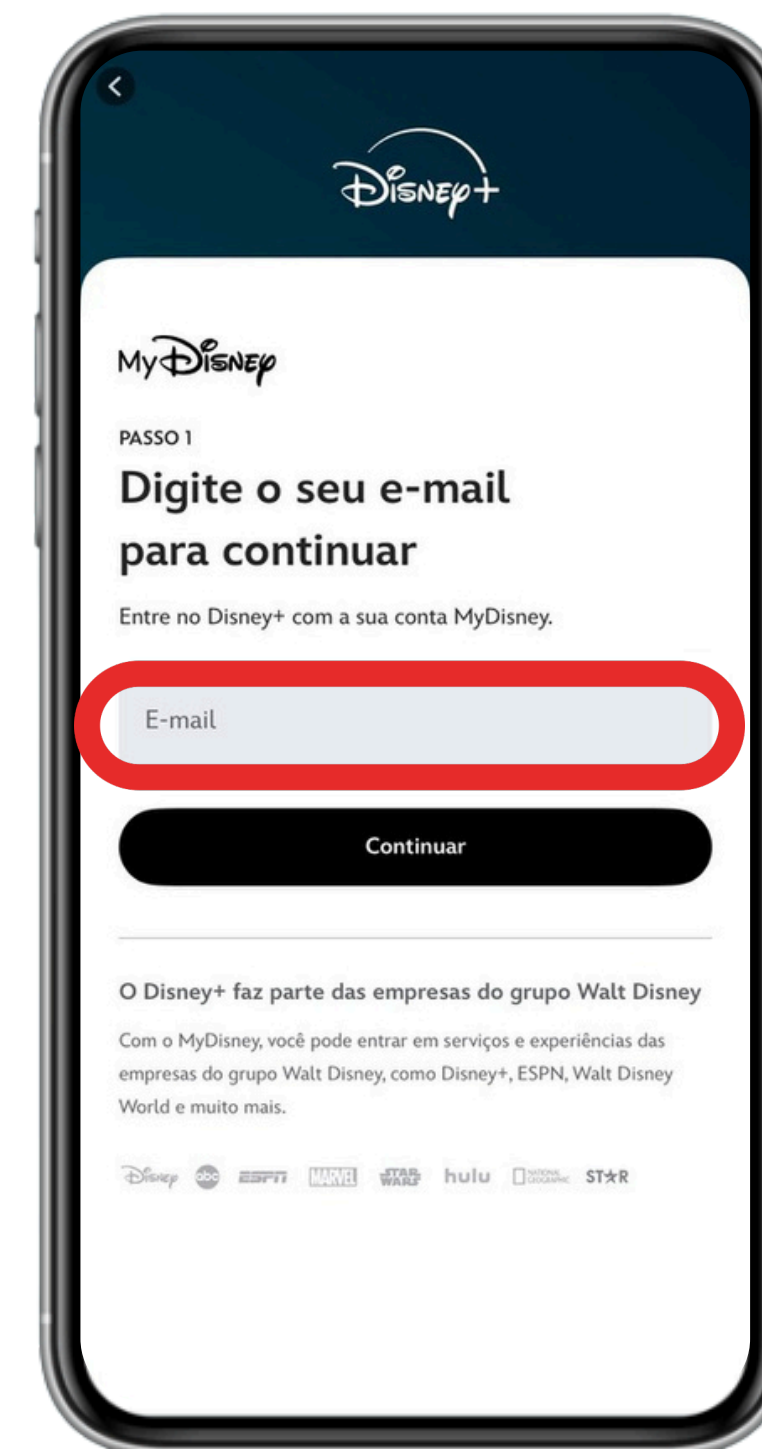 Disney+
MyDisney
PASSO 1
Digite o seu e-mail
para continuar
Entre no Disney+ com a sua conta MyDisney.
E-mail
Continuar
O Disney+ faz parte das empresas do grupo Walt Disney
Com o MyDisney, você pode entrar em serviços e experiências das
empresas do grupo Walt Disney, como Disney+, ESPN, Walt Disney
World e muito mais.
Disney abc ESPN MARVEL STAR WARS hulu NATIONAL GEOGRAPHIC ST★R